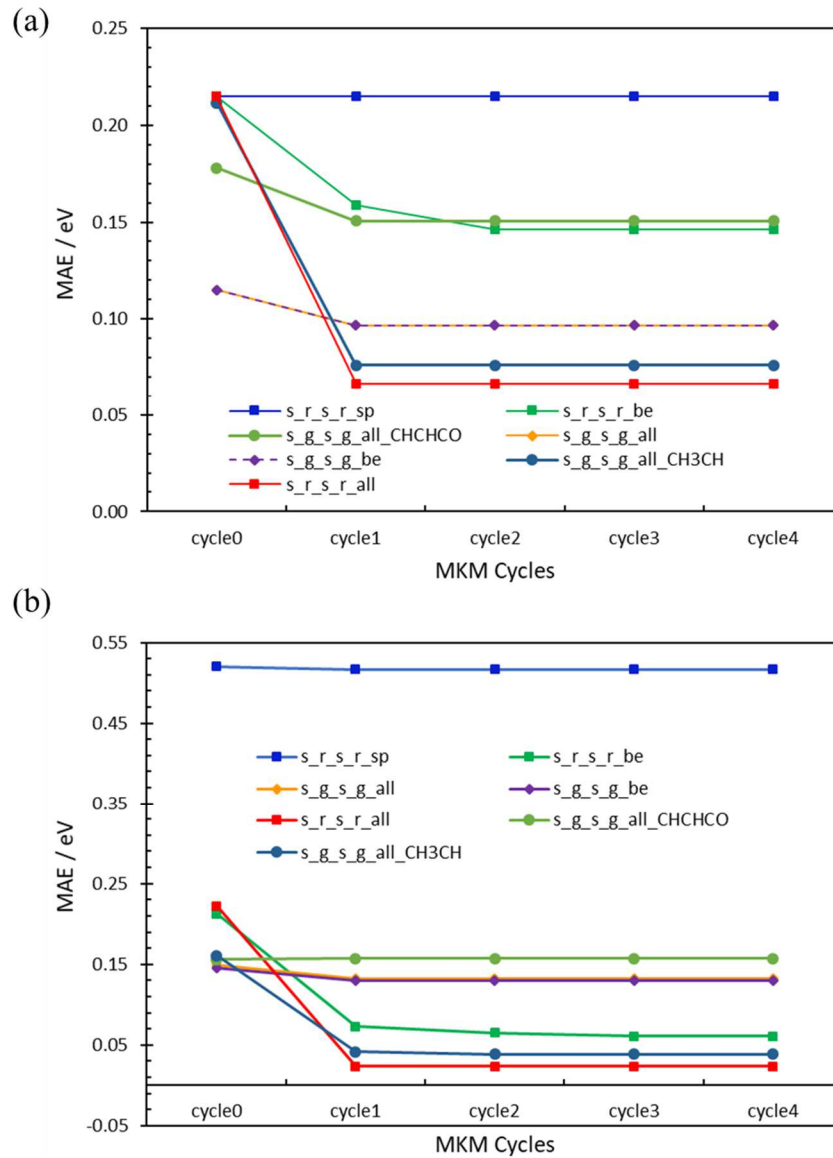 (a)
0.25
0.20
0.15
0.10
0.05
0.00
MAE / eV
s_r_s_r_sp s_r_s_r_be
s_g_s_g_all_CHCHCO s_g_s_g_all
s_g_s_g_be s_g_s_g_all_CH3CH
s_r_s_r_all
cycle0 cycle1 cycle2 cycle3 cycle4
MKM Cycles
(b)
0.55
0.45
0.35
0.25
0.15
0.05
-0.05
MAE / eV
s_r_s_r_sp s_r_s_r_be
s_g_s_g_all s_g_s_g_be
s_r_s_r_all s_g_s_g_all_CHCHCO
s_g_s_g_all_CH3CH
cycle0 cycle1 cycle2 cycle3 cycle4
MKM Cycles